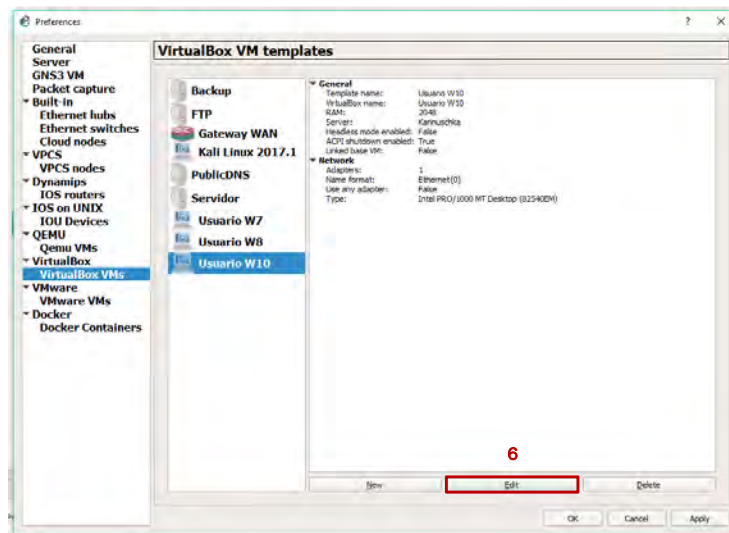 Preferences
? ×
General
Server
GNS3 VM
Packet capture
Built-in
Ethernet hubs
Ethernet switches
Cloud nodes
VPCS
VPCS nodes
Dynamips
IOS routers
IOS on UNIX
IOU Devices
QEMU
Qemu VMs
VirtualBox
VirtualBox VMs
VMware
VMware VMs
Docker
Docker Containers
VirtualBox VM templates
Backup
FTP
Gateway WAN
Kali Linux 2017.1
PublicDNS
Servidor
Usuario W7
Usuario W8
Usuario W10
General
Template name: Usuario W10
VirtualBox name: Usuario W10
RAM: 2048
Server: Karinuschka
Headless mode enabled: False
ACPI shutdown enabled: True
Linked base VM: False
Network
Adapters: 1
Name format: Ethernet{0}
Use any adapter: False
Type: Intel PRO/1000 MT Desktop (82540EM)
6
New Edit Delete
OK Cancel Apply